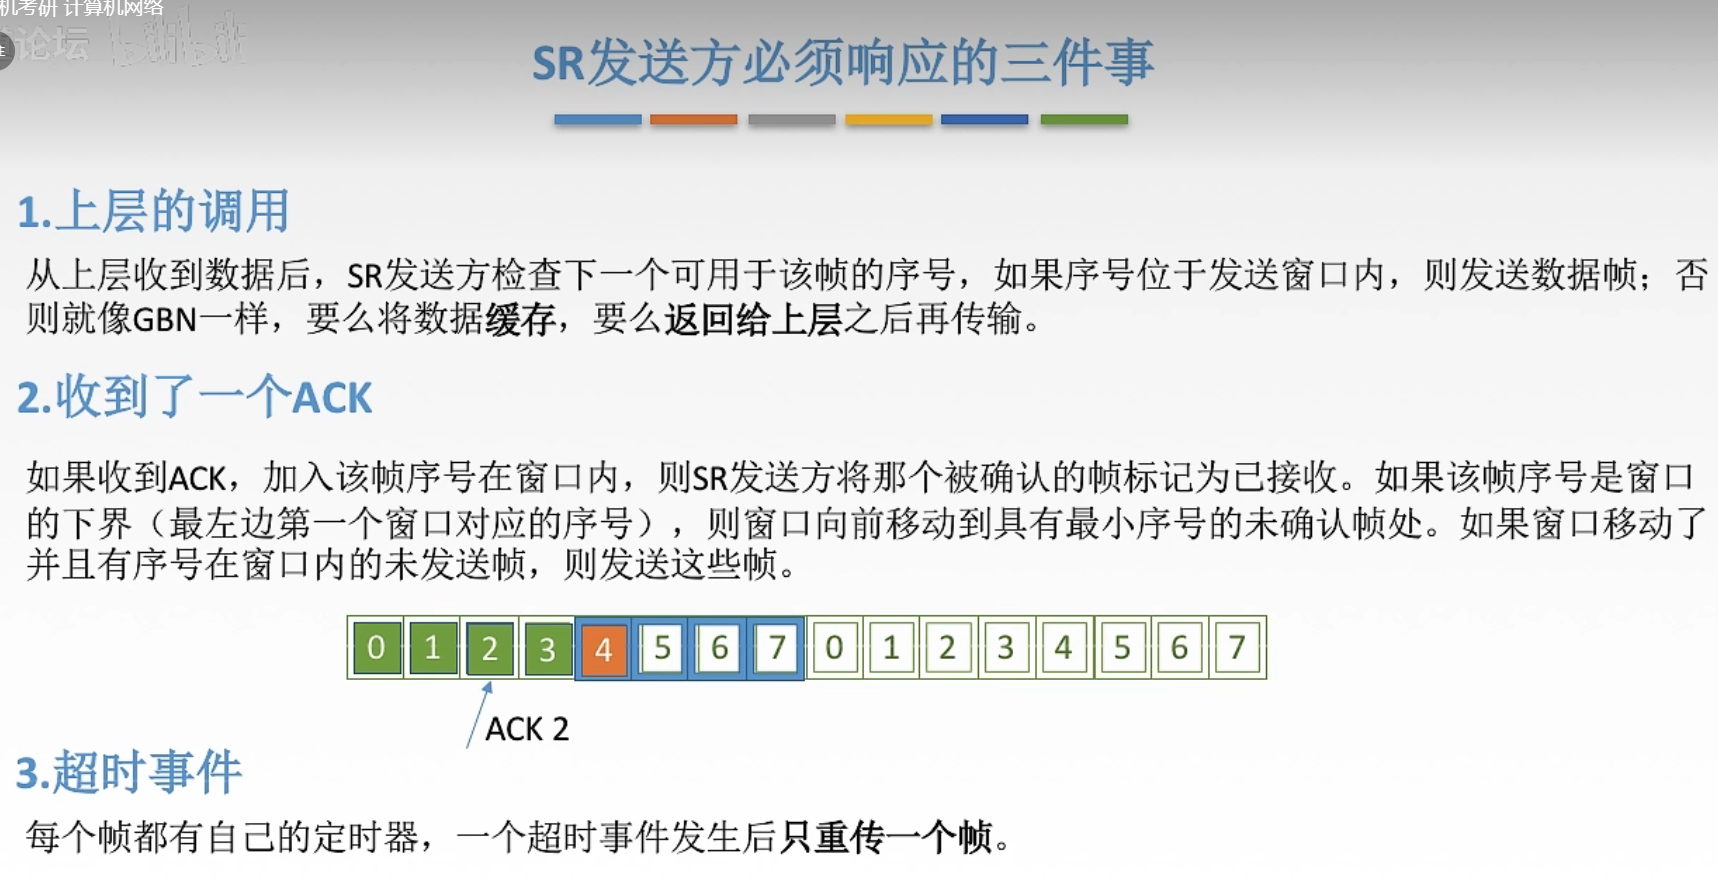 机考研 计算机网络
论坛 bilibili
SR发送方必须响应的三件事
1.上层的调用
从上层收到数据后，SR发送方检查下一个可用于该帧的序号，如果序号位于发送窗口内，则发送数据帧；否
则就像GBN一样，要么将数据缓存，要么返回给上层之后再传输。
2.收到了一个ACK
如果收到ACK，加入该帧序号在窗口内，则SR发送方将那个被确认的帧标记为已接收。如果该帧序号是窗口
的下界（最左边第一个窗口对应的序号），则窗口向前移动到具有最小序号的未确认帧处。如果窗口移动了
并且有序号在窗口内的未发送帧，则发送这些帧。
0 1 2 3 4 5 6 7 0 1 2 3 4 5 6 7
ACK 2
3.超时事件
每个帧都有自己的定时器，一个超时事件发生后只重传一个帧。